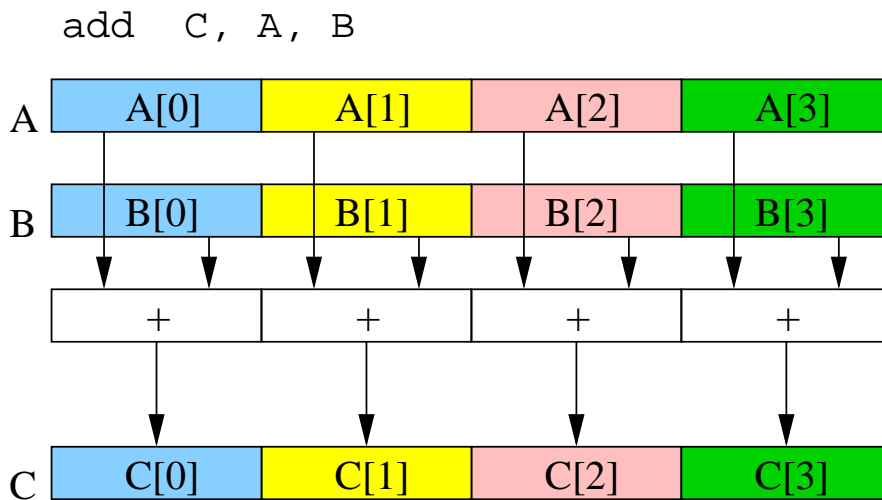 add C, A, B
A A[0] A[1] A[2] A[3]
B B[0] B[1] B[2] B[3]
+ + + +
C C[0] C[1] C[2] C[3]